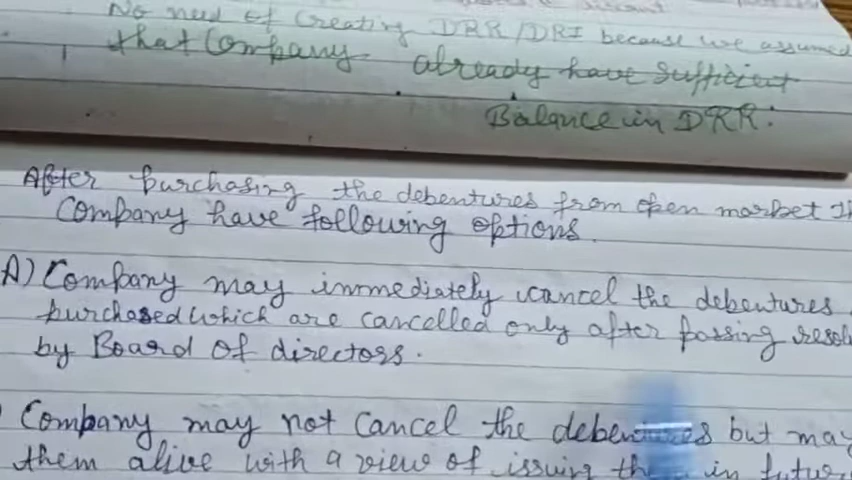 No need of creating DRR/DRI because we assumed
that Company already have sufficient
Balance in DRR.
After purchasing the debentures from open market
Company have following options.
A) Company may immediately cancel the debentures
purchased which are cancelled only after passing
by Board of directors.
Company may not cancel the debentures but may
them alive with a view of issuing in